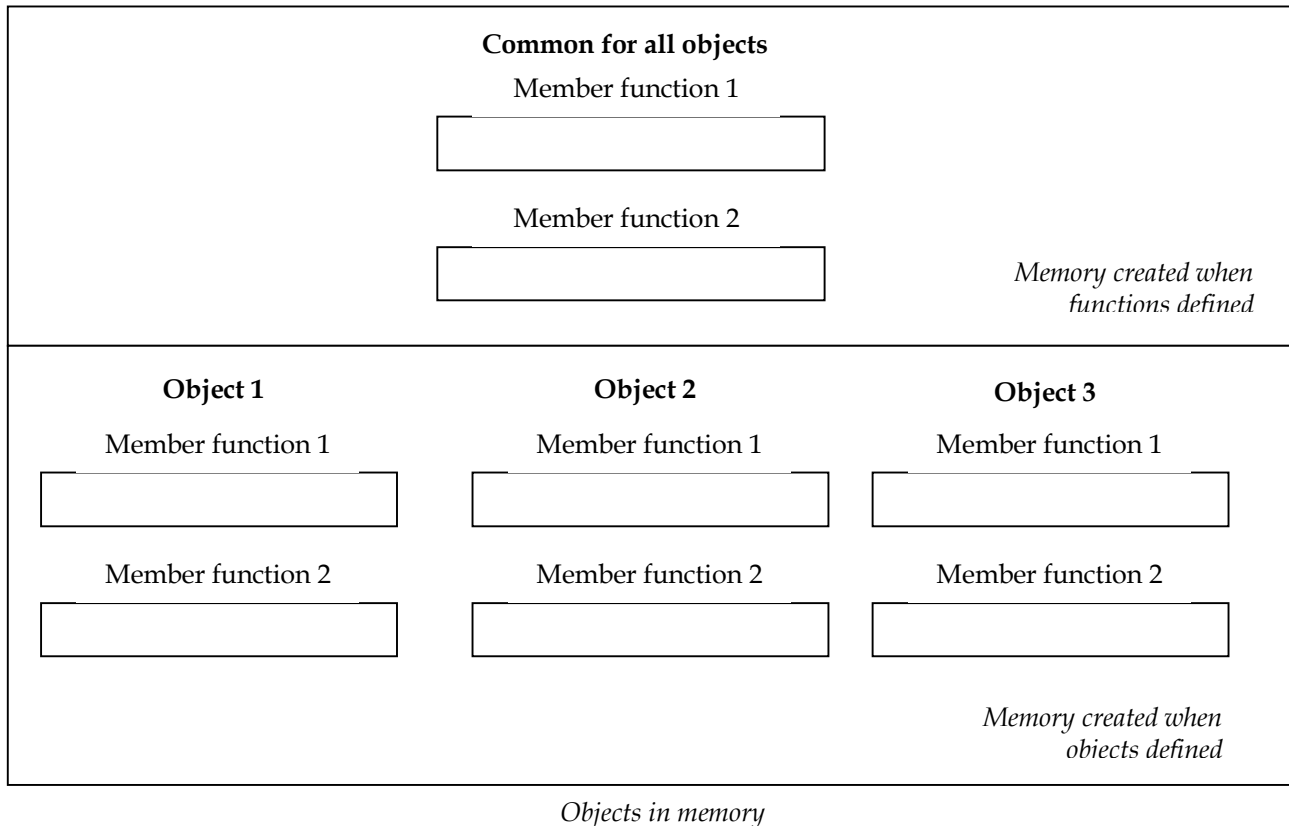 Common for all objects
Member function 1
Member function 2
Memory created when
functions defined
Object 1
Object 2
Object 3
Member function 1
Member function 1
Member function 1
Member function 2
Member function 2
Member function 2
Memory created when
objects defined
Objects in memory